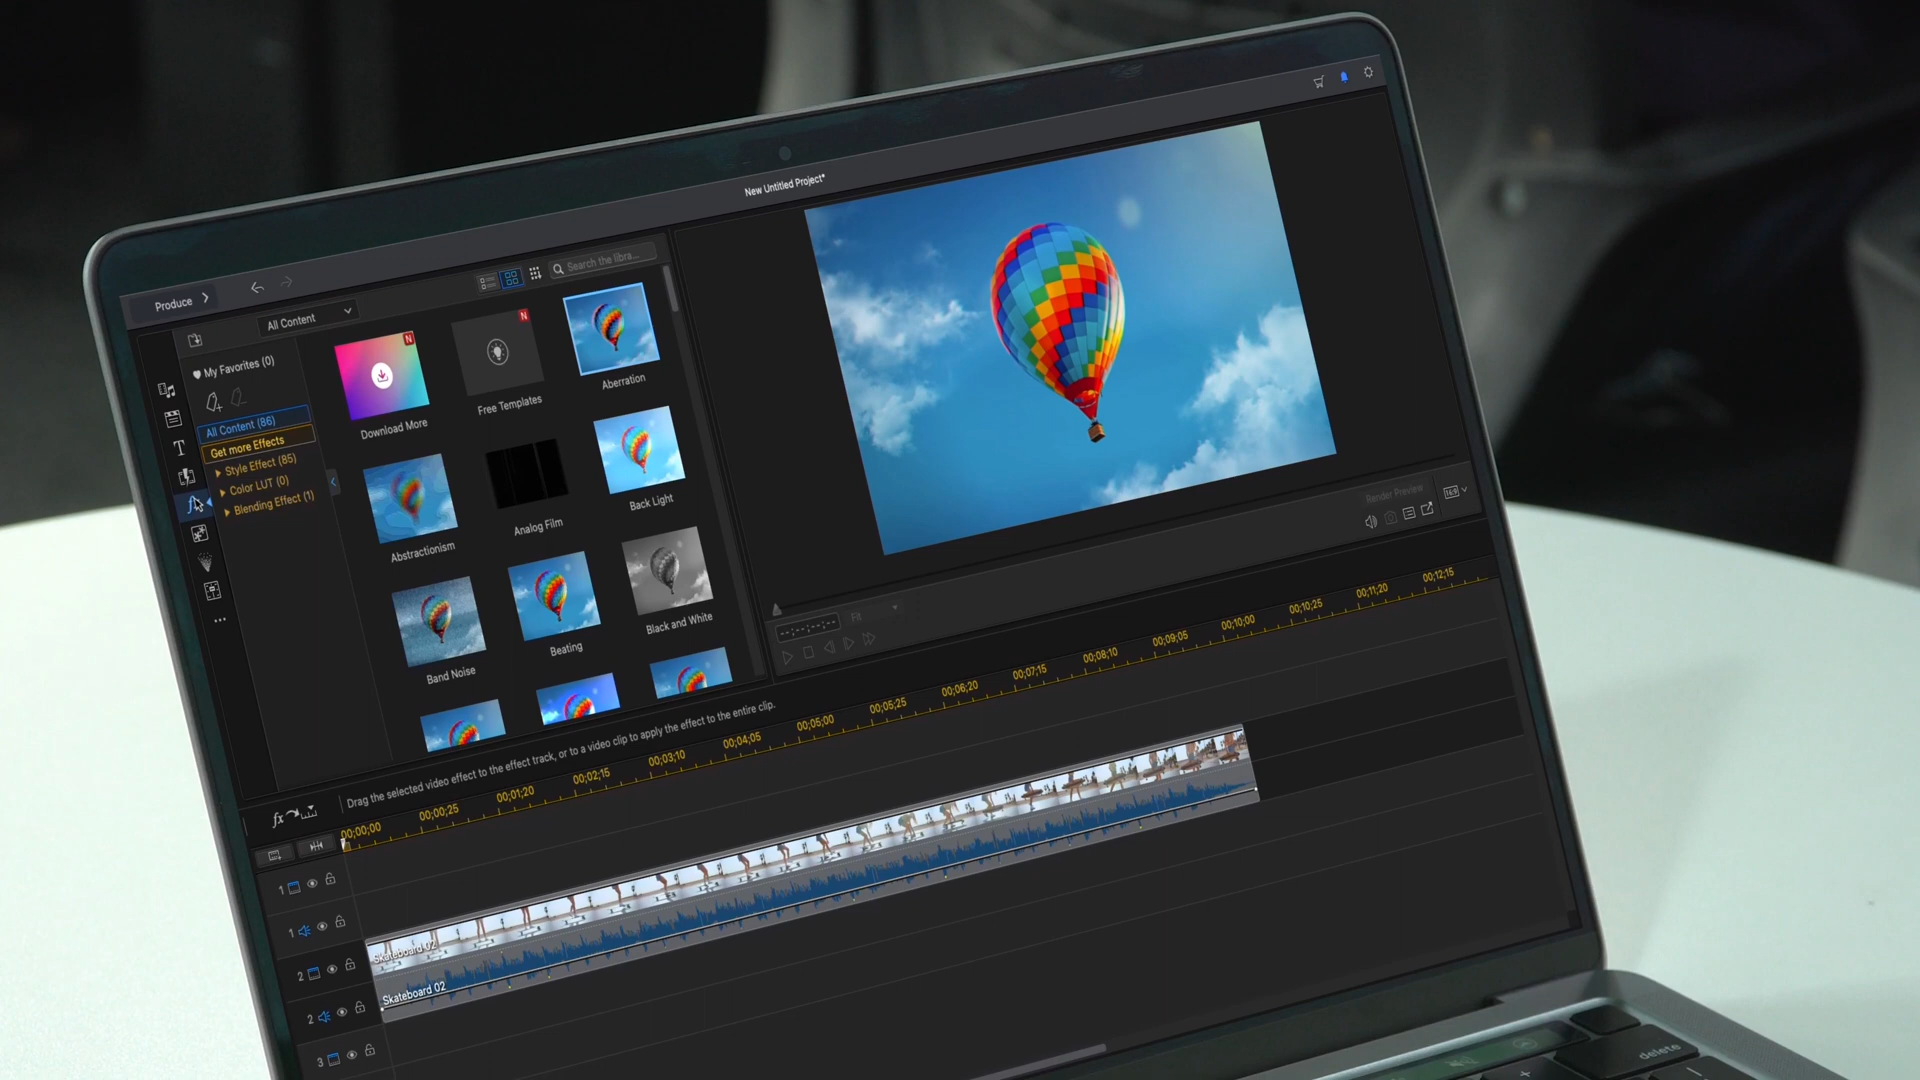 New Untitled Project*
Produce
All Content
Search the libra...
My Favorites (0)
All Content (86)
Get more Effects
Style Effect (85)
Color LUT (0)
Blending Effect (1)
N
Download More
N
Free Templates
Aberration
Abstractionism
Analog Film
Back Light
Band Noise
Beating
Black and White
Render Preview
16:9
Fit
Drag the selected video effect to the effect track, or to a video clip to apply the effect to the entire clip.
T
fx
fx
00;00;00
00;00;25
00;01;20
00;02;15
00;03;10
00;04;05
00;05;00
00;05;25
00;06;20
00;07;15
00;08;10
00;09;05
00;10;00
00;10;25
00;11;20
00;12;15
1
1
2
Skateboard 02
2
Skateboard 02
3
delete